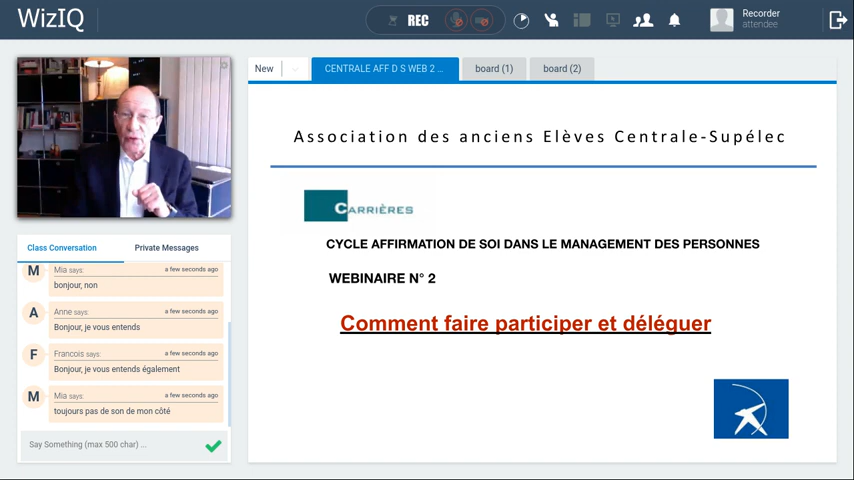 WizIQ
REC
Recorder
attendee
New
CENTRALE AFF D S WEB 2 ...
board (1)
board (2)
Association des anciens Elèves Centrale-Supélec
CARRIÈRES
CYCLE AFFIRMATION DE SOI DANS LE MANAGEMENT DES PERSONNES
WEBINAIRE N° 2
Comment faire participer et déléguer
Class Conversation
Private Messages
M
Mia says:
a few seconds ago
bonjour, non
A
Anne says:
a few seconds ago
Bonjour, je vous entends
F
Francois says:
a few seconds ago
Bonjour, je vous entends également
M
Mia says:
a few seconds ago
toujours pas de son de mon côté
Say Something (max 500 char) ...